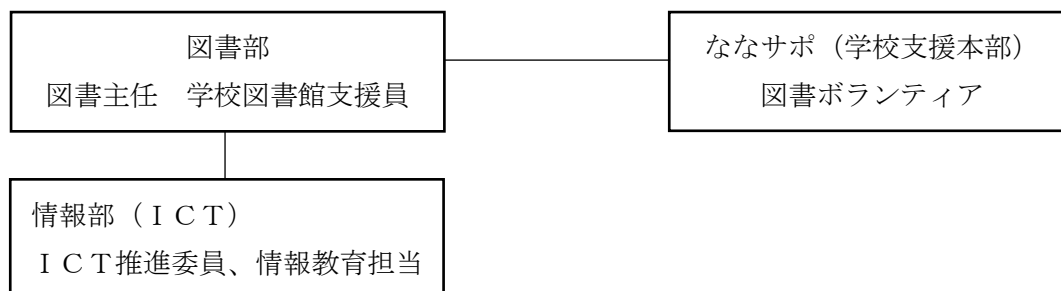 図書部
図書主任　学校図書館支援員
ななサポ（学校支援本部）
図書ボランティア
情報部（ＩＣＴ）
ＩＣＴ推進委員、情報教育担当